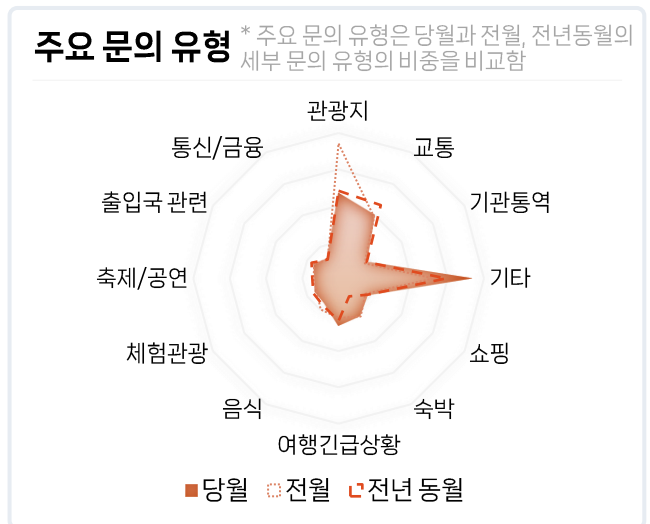 주요 문의 유형
* 주요 문의 유형은 당월과 전월, 전년동월의
세부 문의 유형의 비중을 비교함
관광지
통신/금융
교통
출입국 관련
기관통역
축제/공연
기타
체험관광
쇼핑
음식
숙박
여행긴급상황
당월 전월 전년 동월